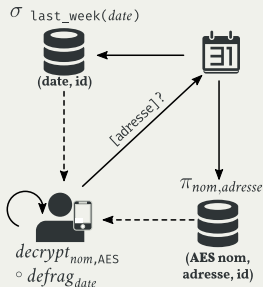 σ last_week(date)
(date, id)
31
[adresse]?
π nom,adresse
(AES nom,
adresse, id)
decrypt nom,AES
∘ defrag date